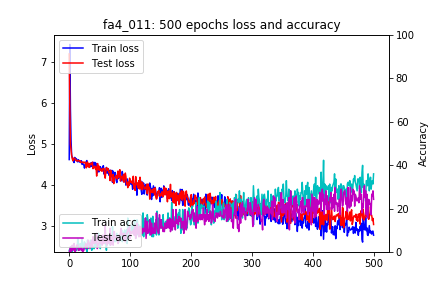 fa4_011: 500 epochs loss and accuracy
Train loss
Test loss
Train acc
Test acc
Loss
7
6
5
4
3
Accuracy
100
80
60
40
20
0
0 100 200 300 400 500